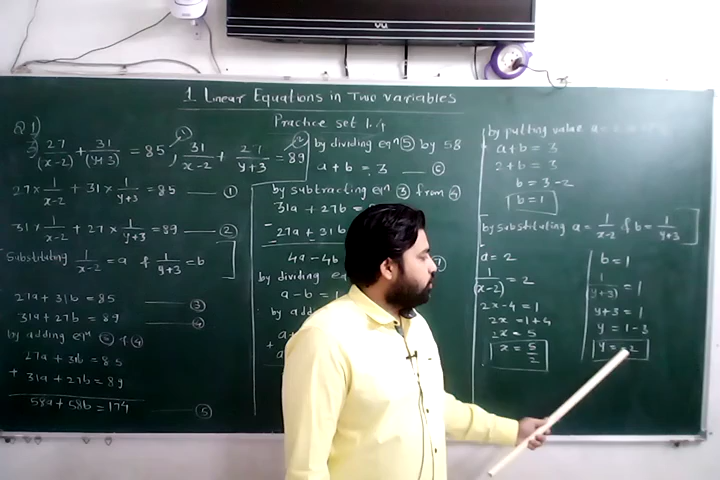 VU
1. Linear Equations in Two Variables
Practice set 1.4
Q1)
3) 27/(x-2) + 31/(y+3) = 85 ①, 31/x-2 + 27/y+3 = 89 ②
27× 1/x-2 + 31× 1/y+3 = 85 —— ①
31× 1/x-2 + 27× 1/y+3 = 89 —— ②
Substituting 1/x-2 = a & 1/y+3 = b
27a + 31b = 85 —— ③
31a + 27b = 89 —— ④
by adding eqⁿ & ④
27a + 31b = 85
+ 31a + 27b = 89
58a + 58b = 174 —— ⑤
by dividing eqⁿ ⑤ by 58
a + b = 3 —— ⑥
by subtracting eqⁿ ③ from ④
31a + 27b =
- 27a + 31b
4a - 4b
by dividing
a - b =
⑦
by
+
by putting value
a + b = 3
2 + b = 3
b = 3 - 2
b = 1
by substituting a = 1/x-2 & b = 1/y+3
a = 2
1/(x-2) = 2
2x - 4 = 1
2x = 1 + 4
2x = 5
x = 5/2
b = 1
1/(y+3) = 1
y + 3 = 1
y = 1 - 3
y = -2